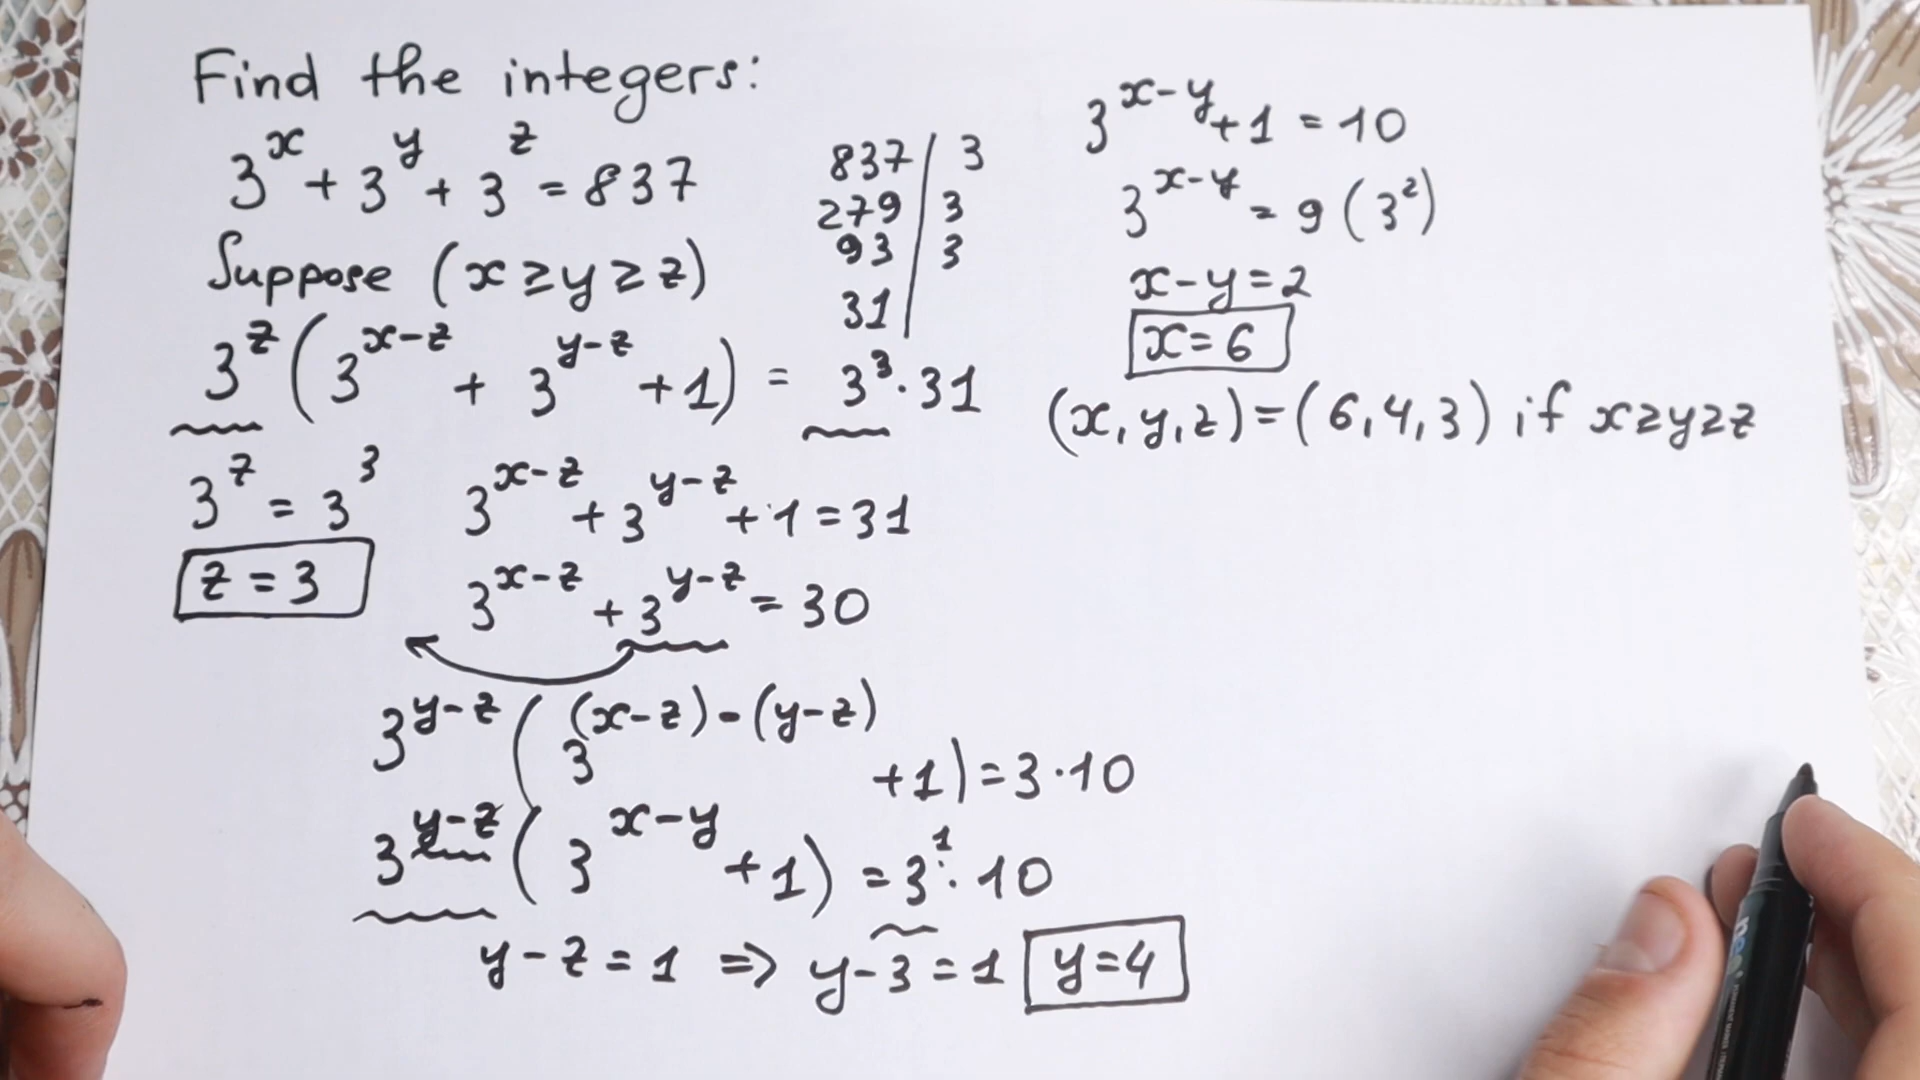 Find the integers:
3^x + 3^y + 3^z = 837
Suppose (x ≥ y ≥ z)
837 | 3
279 | 3
93 | 3
31 |
3^z (3^(x-z) + 3^(y-z) + 1) = 3^3 · 31
3^z = 3^3
z = 3
3^(x-z) + 3^(y-z) + 1 = 31
3^(x-z) + 3^(y-z) = 30
3^(y-z) (3^((x-z)-(y-z)) + 1) = 3 · 10
3^(y-z) (3^(x-y) + 1) = 3^1 · 10
y - z = 1 ⇒ y - 3 = 1 y = 4
3^(x-y) + 1 = 10
3^(x-y) = 9 (3^2)
x - y = 2
x = 6
(x, y, z) = (6, 4, 3) if x ≥ y ≥ z